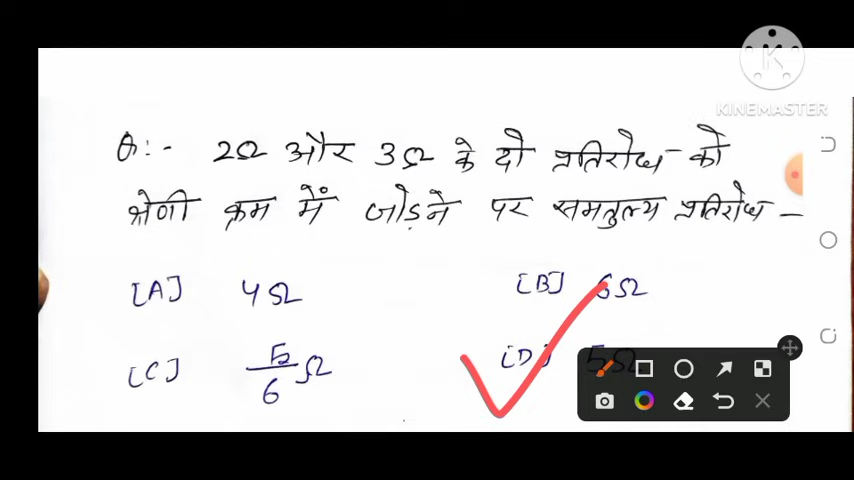 KINEMASTER
Q:- 2Ω और 3Ω के दो प्रतिरोध को
श्रेणी क्रम में जोड़ने पर समतुल्य प्रतिरोध -
[A] 4Ω [B] 6Ω
[C] 5/6 Ω [D] 5Ω